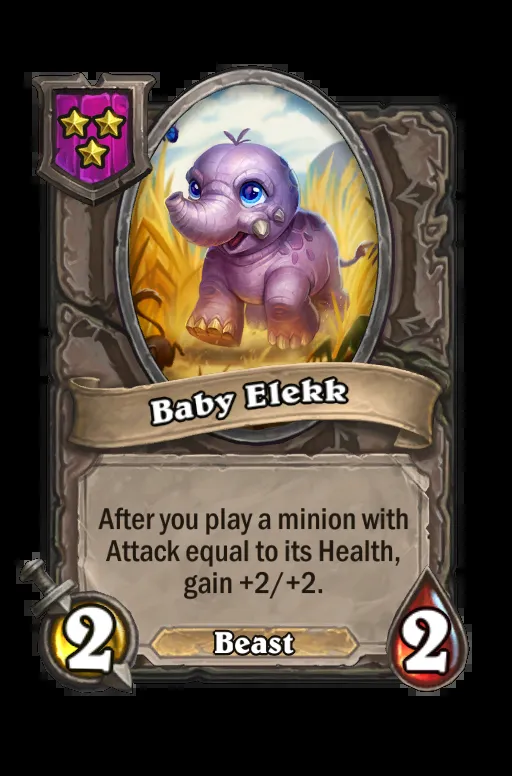 Baby Elekk
After you play a minion with
Attack equal to its Health,
gain +2/+2.
2
Beast
2